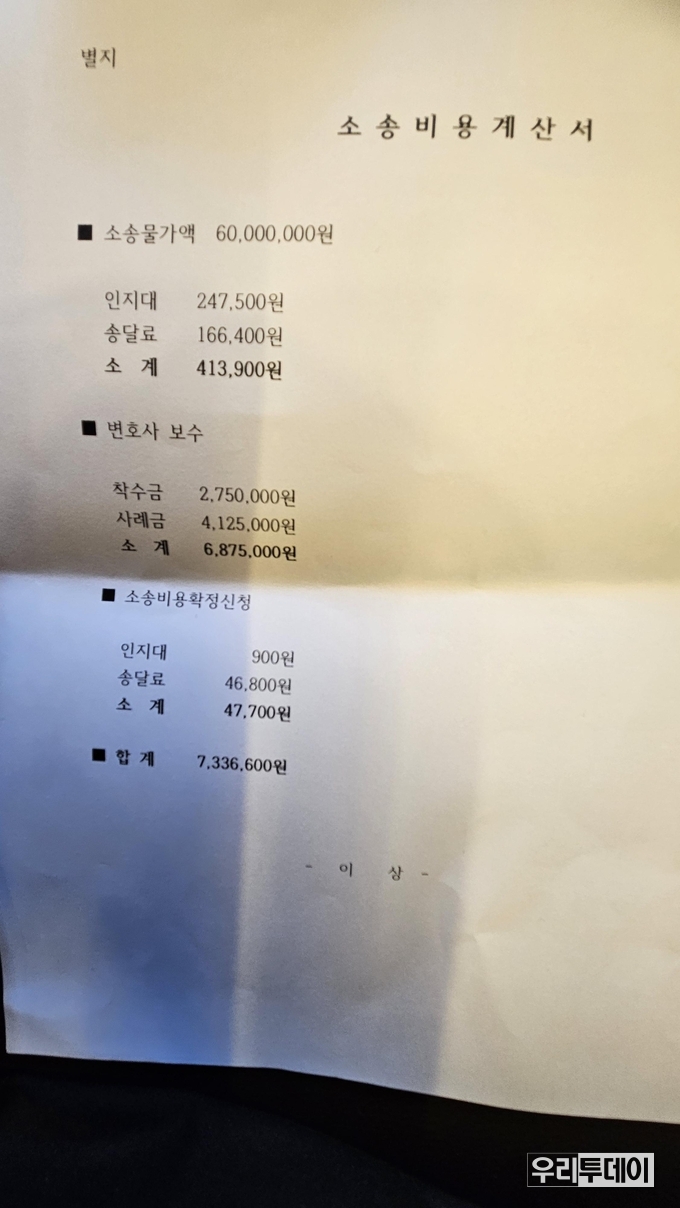 별지
소송비용계산서
■ 소송물가액 60,000,000원
인지대 247,500원
송달료 166,400원
소 계 413,900원
■ 변호사 보수
착수금 2,750,000원
사례금 4,125,000원
소 계 6,875,000원
■ 소송비용확정신청
인지대 900원
송달료 46,800원
소 계 47,700원
■ 합 계 7,336,600원
- 이 상 -
우리투데이